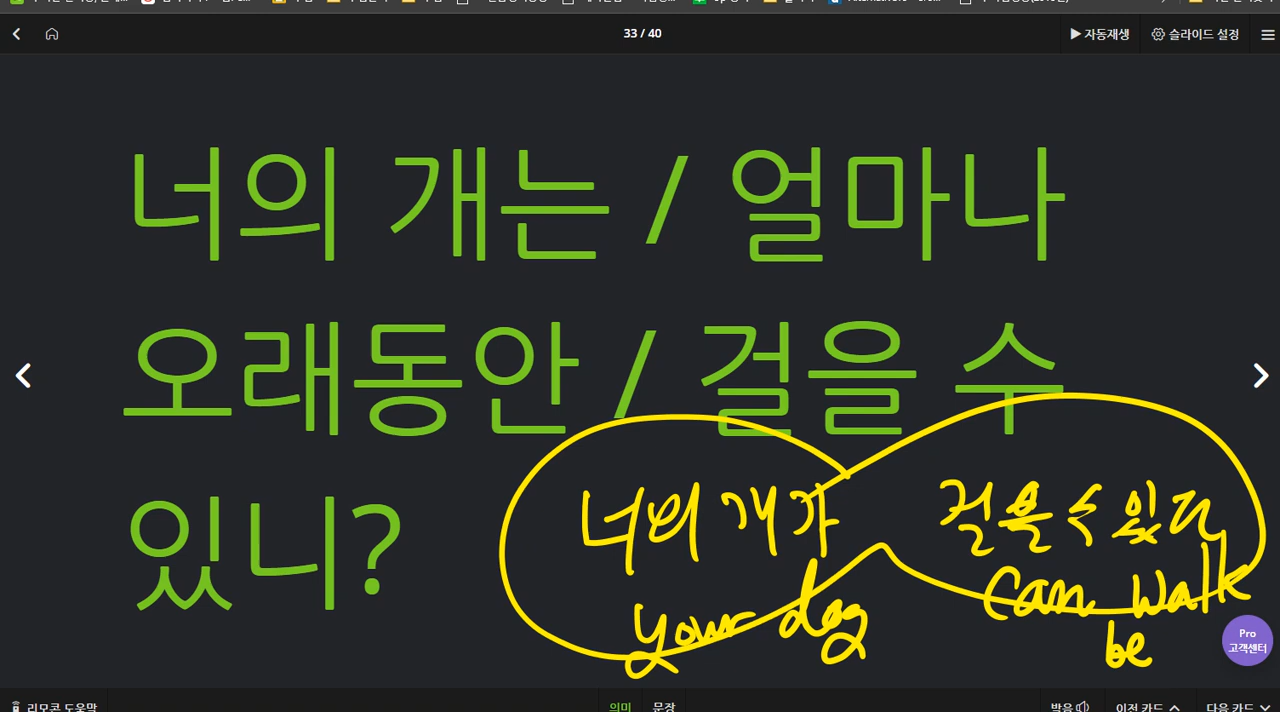 33 / 40
▶ 자동재생
슬라이드 설정
너의 개는 / 얼마나
오래동안 / 걸을 수
있니?
너의 개가
걸을 수 있다
your dog
can walk
be
Pro
고객센터
리모콘 도움말
의미
문장
발음
이전 카드
다음 카드